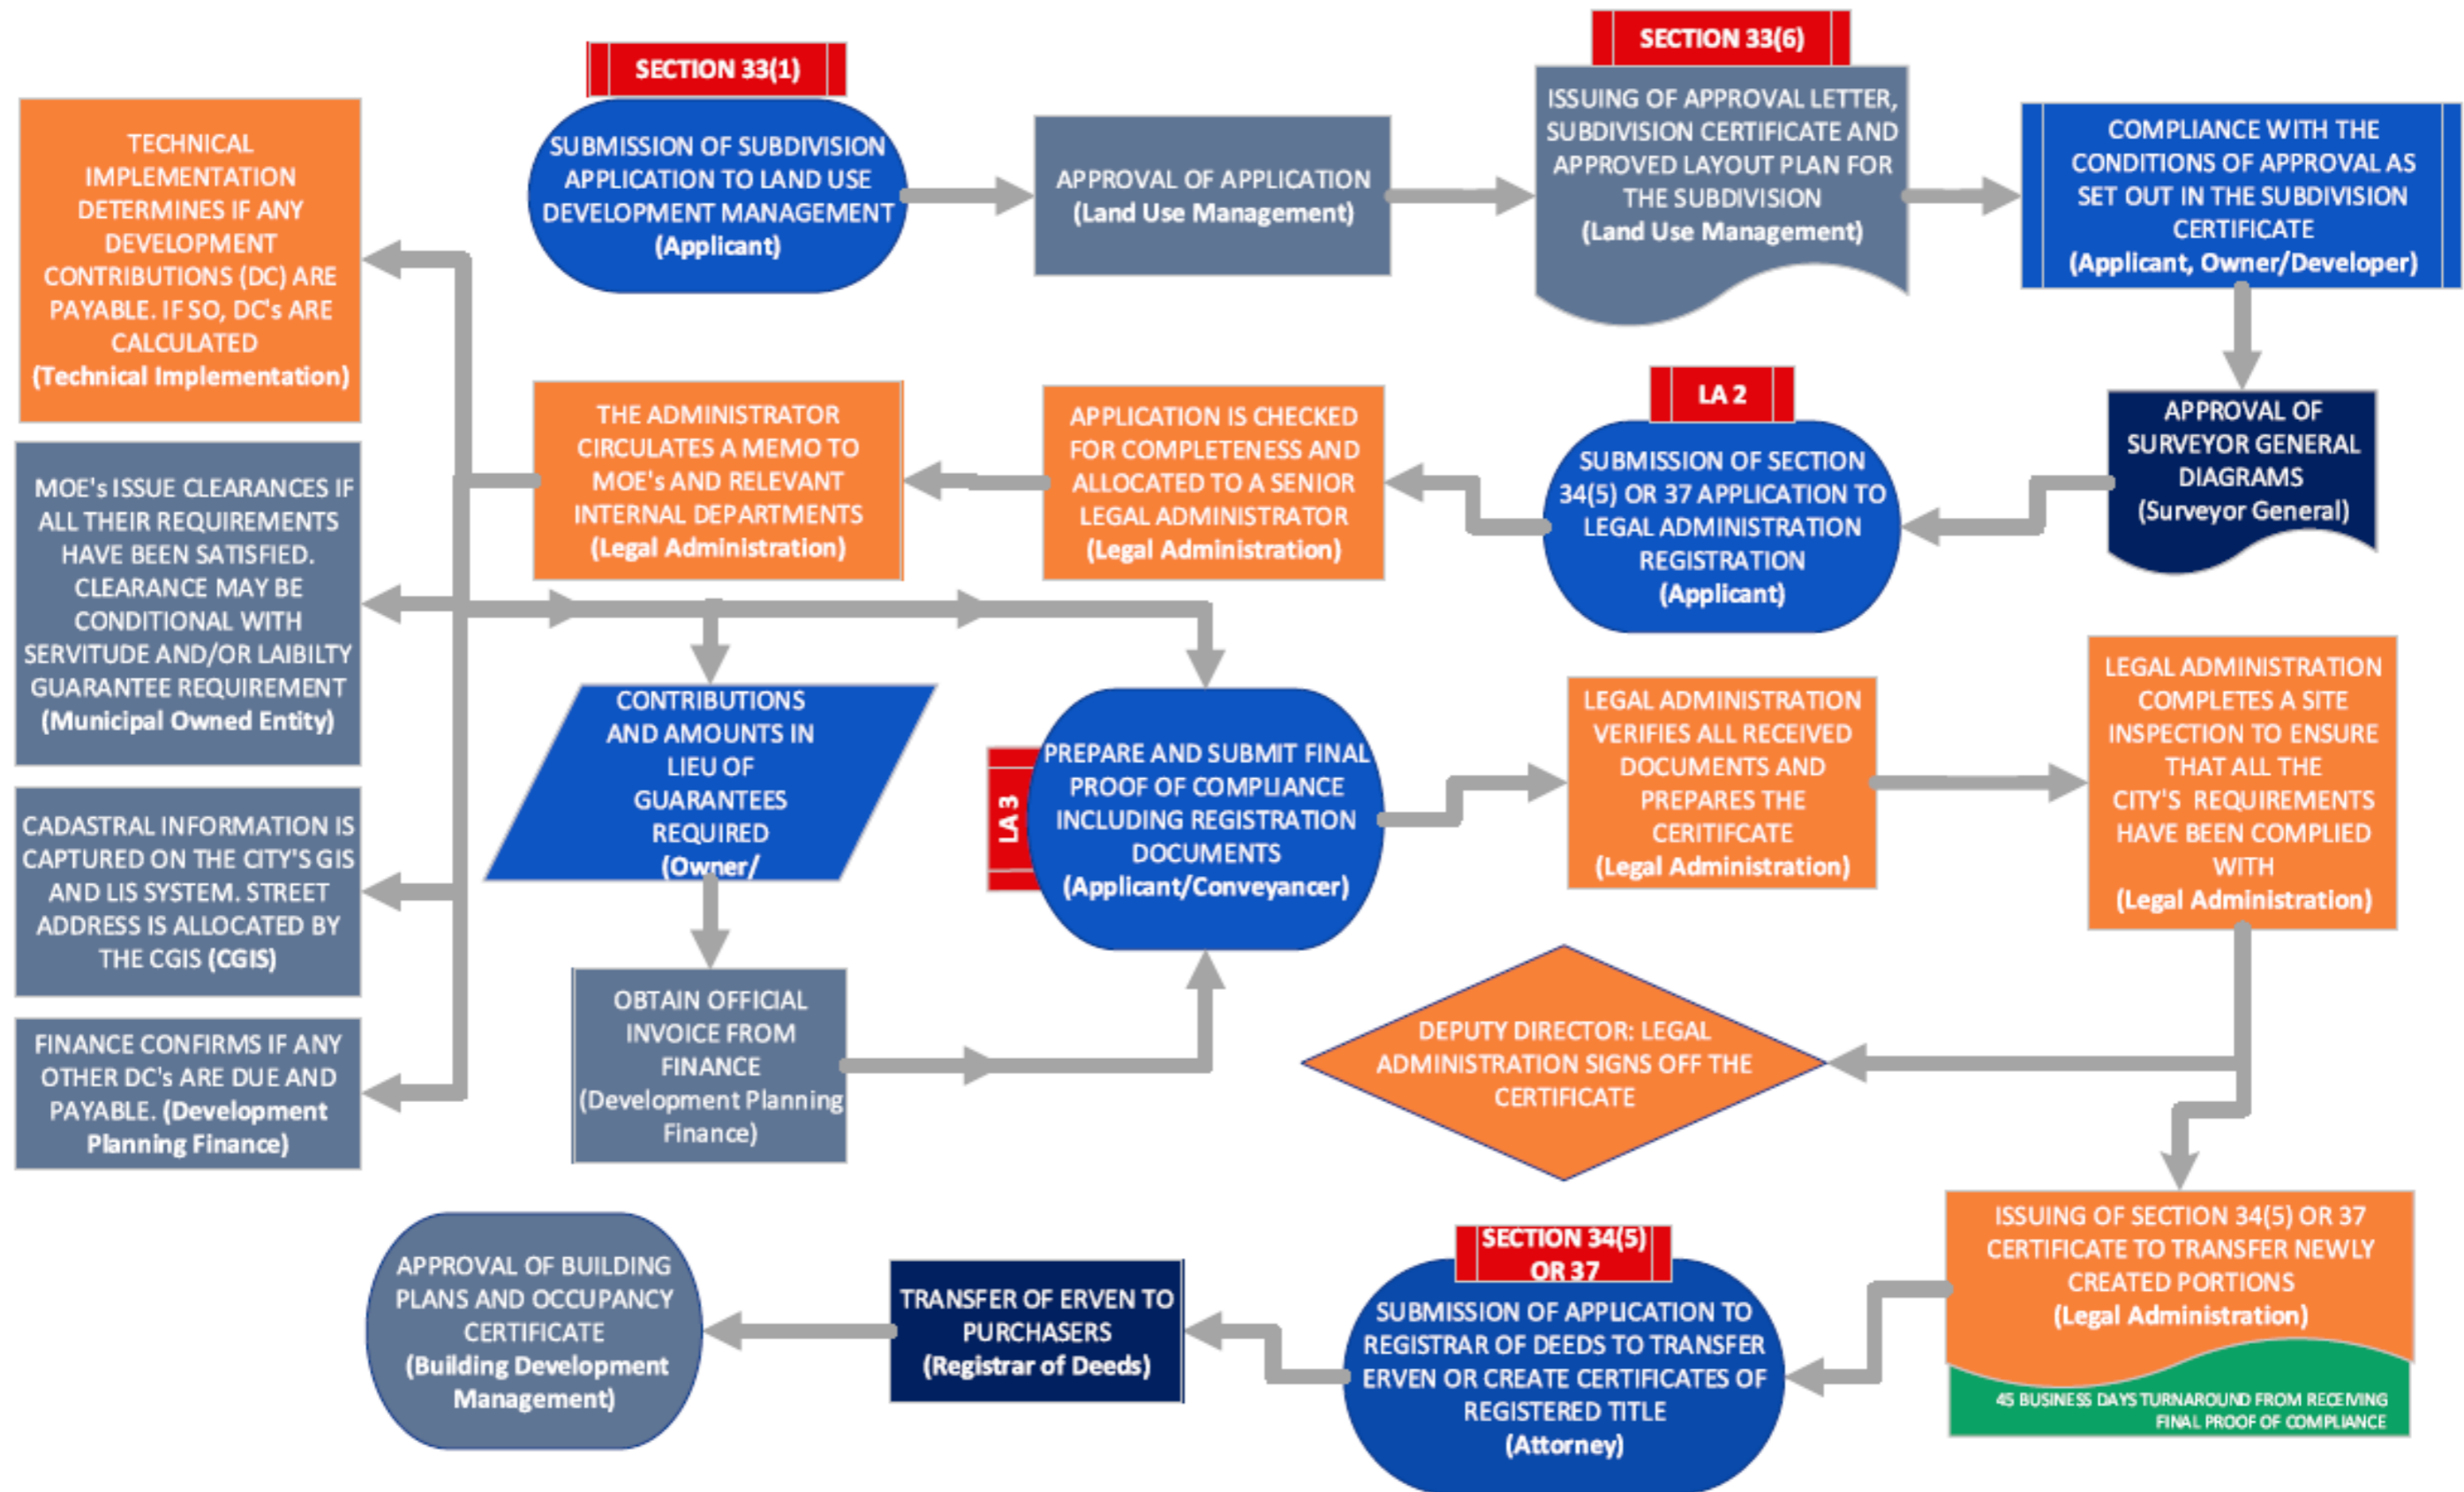 SECTION 33(1)
SUBMISSION OF SUBDIVISION
APPLICATION TO LAND USE
DEVELOPMENT MANAGEMENT
(Applicant)
APPROVAL OF APPLICATION
(Land Use Management)
SECTION 33(6)
ISSUING OF APPROVAL LETTER,
SUBDIVISION CERTIFICATE AND
APPROVED LAYOUT PLAN FOR
THE SUBDIVISION
(Land Use Management)
COMPLIANCE WITH THE
CONDITIONS OF APPROVAL AS
SET OUT IN THE SUBDIVISION
CERTIFICATE
(Applicant, Owner/Developer)
APPROVAL OF
SURVEYOR GENERAL
DIAGRAMS
(Surveyor General)
LA 2
SUBMISSION OF SECTION
34(5) OR 37 APPLICATION TO
LEGAL ADMINISTRATION
REGISTRATION
(Applicant)
APPLICATION IS CHECKED
FOR COMPLETENESS AND
ALLOCATED TO A SENIOR
LEGAL ADMINISTRATOR
(Legal Administration)
THE ADMINISTRATOR
CIRCULATES A MEMO TO
MOE's AND RELEVANT
INTERNAL DEPARTMENTS
(Legal Administration)
TECHNICAL
IMPLEMENTATION
DETERMINES IF ANY
DEVELOPMENT
CONTRIBUTIONS (DC) ARE
PAYABLE. IF SO, DC's ARE
CALCULATED
(Technical Implementation)
MOE's ISSUE CLEARANCES IF
ALL THEIR REQUIREMENTS
HAVE BEEN SATISFIED.
CLEARANCE MAY BE
CONDITIONAL WITH
SERVITUDE AND/OR LAIBILTY
GUARANTEE REQUIREMENT
(Municipal Owned Entity)
CADASTRAL INFORMATION IS
CAPTURED ON THE CITY'S GIS
AND LIS SYSTEM. STREET
ADDRESS IS ALLOCATED BY
THE CGIS (CGIS)
FINANCE CONFIRMS IF ANY
OTHER DC's ARE DUE AND
PAYABLE. (Development
Planning Finance)
CONTRIBUTIONS
AND AMOUNTS IN
LIEU OF
GUARANTEES
REQUIRED
(Owner/
OBTAIN OFFICIAL
INVOICE FROM
FINANCE
(Development Planning
Finance)
LA 3
PREPARE AND SUBMIT FINAL
PROOF OF COMPLIANCE
INCLUDING REGISTRATION
DOCUMENTS
(Applicant/Conveyancer)
LEGAL ADMINISTRATION
VERIFIES ALL RECEIVED
DOCUMENTS AND
PREPARES THE
CERITIFCATE
(Legal Administration)
LEGAL ADMINISTRATION
COMPLETES A SITE
INSPECTION TO ENSURE
THAT ALL THE
CITY'S REQUIREMENTS
HAVE BEEN COMPLIED
WITH
(Legal Administration)
DEPUTY DIRECTOR: LEGAL
ADMINISTRATION SIGNS OFF THE
CERTIFICATE
ISSUING OF SECTION 34(5) OR 37
CERTIFICATE TO TRANSFER NEWLY
CREATED PORTIONS
(Legal Administration)
45 BUSINESS DAYS TURNAROUND FROM RECEIVING
FINAL PROOF OF COMPLIANCE
SECTION 34(5)
OR 37
SUBMISSION OF APPLICATION TO
REGISTRAR OF DEEDS TO TRANSFER
ERVEN OR CREATE CERTIFICATES OF
REGISTERED TITLE
(Attorney)
TRANSFER OF ERVEN TO
PURCHASERS
(Registrar of Deeds)
APPROVAL OF BUILDING
PLANS AND OCCUPANCY
CERTIFICATE
(Building Development
Management)